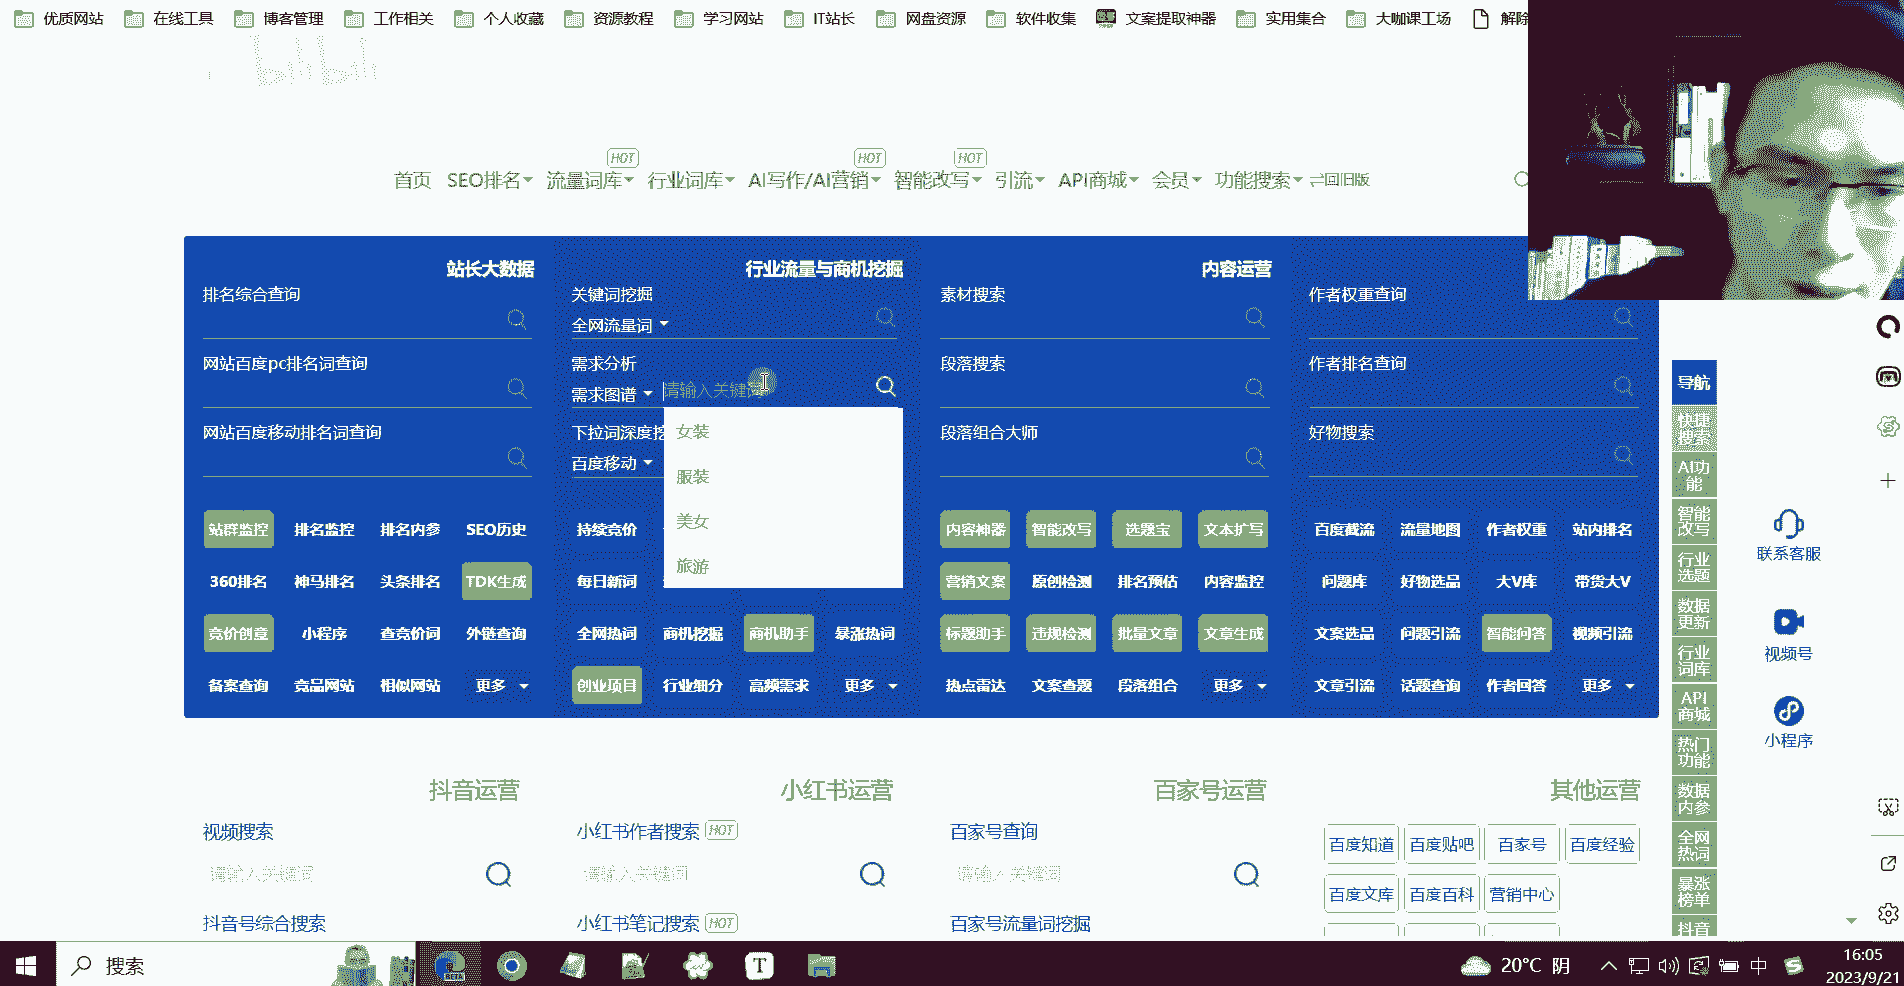 优质网站 在线工具 博客管理 工作相关 个人收藏 资源教程 学习网站 IT站长 网盘资源 软件收集 文案提取神器 实用集合 大咖课工场 解除
bilibili
HOT HOT HOT
首页 SEO排名 流量词库 行业词库 AI写作/AI营销 智能改写 引流 API商城 会员 功能搜索 回旧版
站长大数据 行业流量与商机挖掘 内容运营
排名综合查询 关键词挖掘 素材搜索 作者权重查询
全网流量词
网站百度pc排名词查询 需求分析 段落搜索 作者排名查询
需求图谱 请输入关键词
网站百度移动排名词查询 下拉词深度挖 段落组合大师 好物搜索
百度移动
女装
服装
美女
旅游
站群监控 排名监控 排名内参 SEO历史 持续竞价 内容神器 智能改写 选题宝 文本扩写 百度截流 流量地图 作者权重 站内排名
360排名 神马排名 头条排名 TDK生成 每日新词 营销文案 原创检测 排名预估 内容监控 问题库 好物选品 大V库 带货大V
竞价创意 小程序 查竞价词 外链查询 全网热词 商机挖掘 商机助手 暴涨热词 标题助手 违规检测 批量文章 文章生成 文案选品 问题引流 智能问答 视频引流
备案查询 竞品网站 相似网站 更多 创业项目 行业细分 高频需求 更多 热点雷达 文案查题 段落组合 更多 文章引流 话题查询 作者回答 更多
导航
快捷搜索
AI功能
智能改写
行业选题
数据更新
行业词库
API商城
热门功能
数据内参
全网热词
暴涨榜单
抖音
联系客服
视频号
小程序
抖音运营 小红书运营 百家号运营 其他运营
视频搜索 小红书作者搜索 HOT 百家号查询
请输入关键词 请输入关键词 请输入关键词
百度知道 百度贴吧 百家号 百度经验
百度文库 百度百科 营销中心
抖音号综合搜索 小红书笔记搜索 HOT 百家号流量词挖掘
搜索 BETA T 20°C 阴 中 16:05
2023/9/21